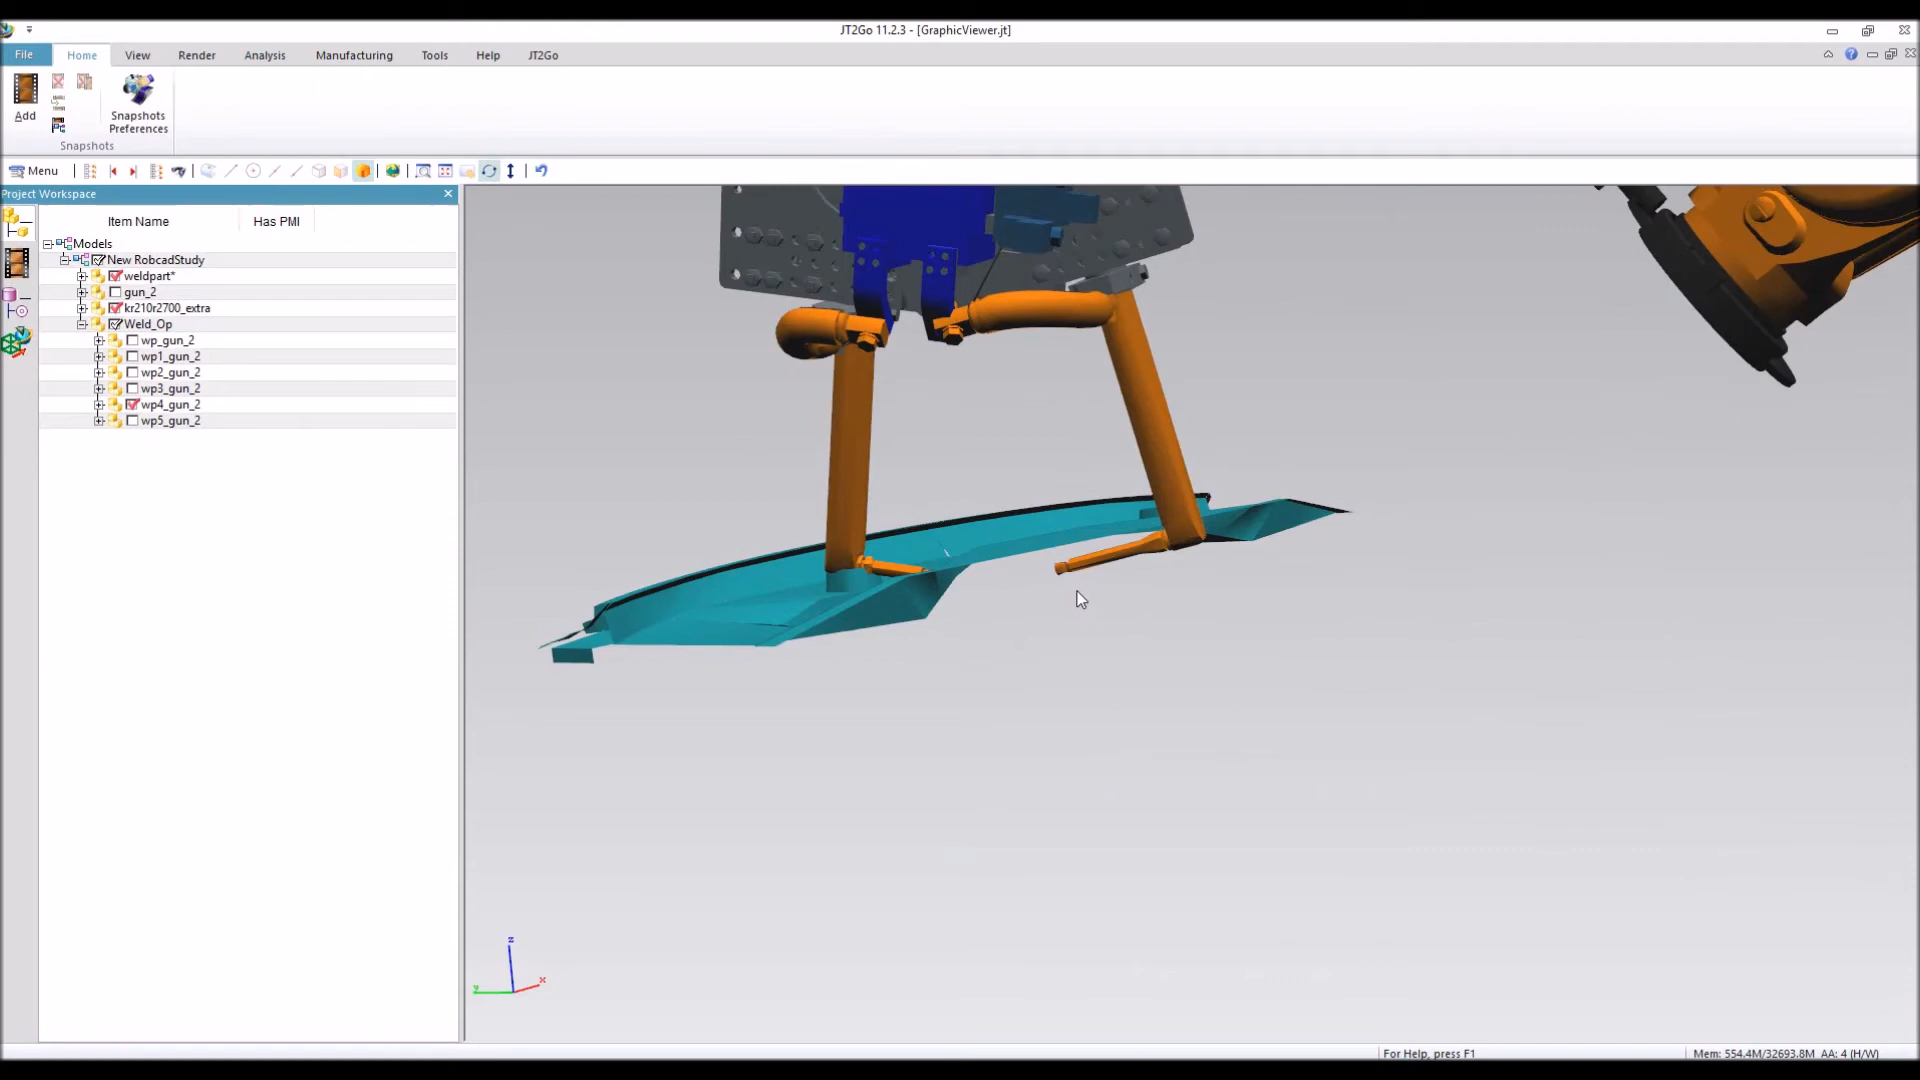 JT2Go 11.2.3 - [GraphicViewer.jt]
File Home View Render Analysis Manufacturing Tools Help JT2Go
Add
Snapshots
Preferences
Snapshots
Menu
Project Workspace
Item Name Has PMI
Models
New RobcadStudy
weldpart*
gun_2
kr210r2700_extra
Weld_Op
wp_gun_2
wp1_gun_2
wp2_gun_2
wp3_gun_2
wp4_gun_2
wp5_gun_2
z
x
y
For Help, press F1 Mem: 554.4M/32693.8M AA: 4 (H/W)